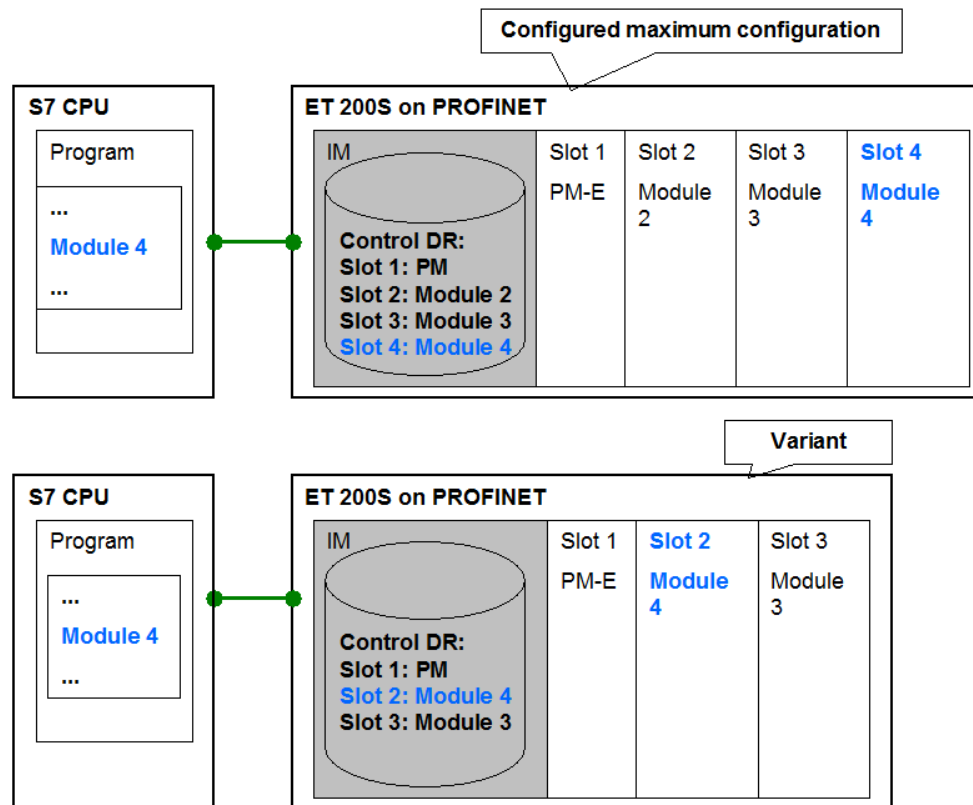 Configured maximum configuration
S7 CPU
Program
...
Module 4
...
ET 200S on PROFINET
IM
Control DR:
Slot 1: PM
Slot 2: Module 2
Slot 3: Module 3
Slot 4: Module 4
Slot 1
PM-E
Slot 2
Module
2
Slot 3
Module
3
Slot 4
Module
4
Variant
S7 CPU
Program
...
Module 4
...
ET 200S on PROFINET
IM
Control DR:
Slot 1: PM
Slot 2: Module 4
Slot 3: Module 3
Slot 1
PM-E
Slot 2
Module
4
Slot 3
Module
3